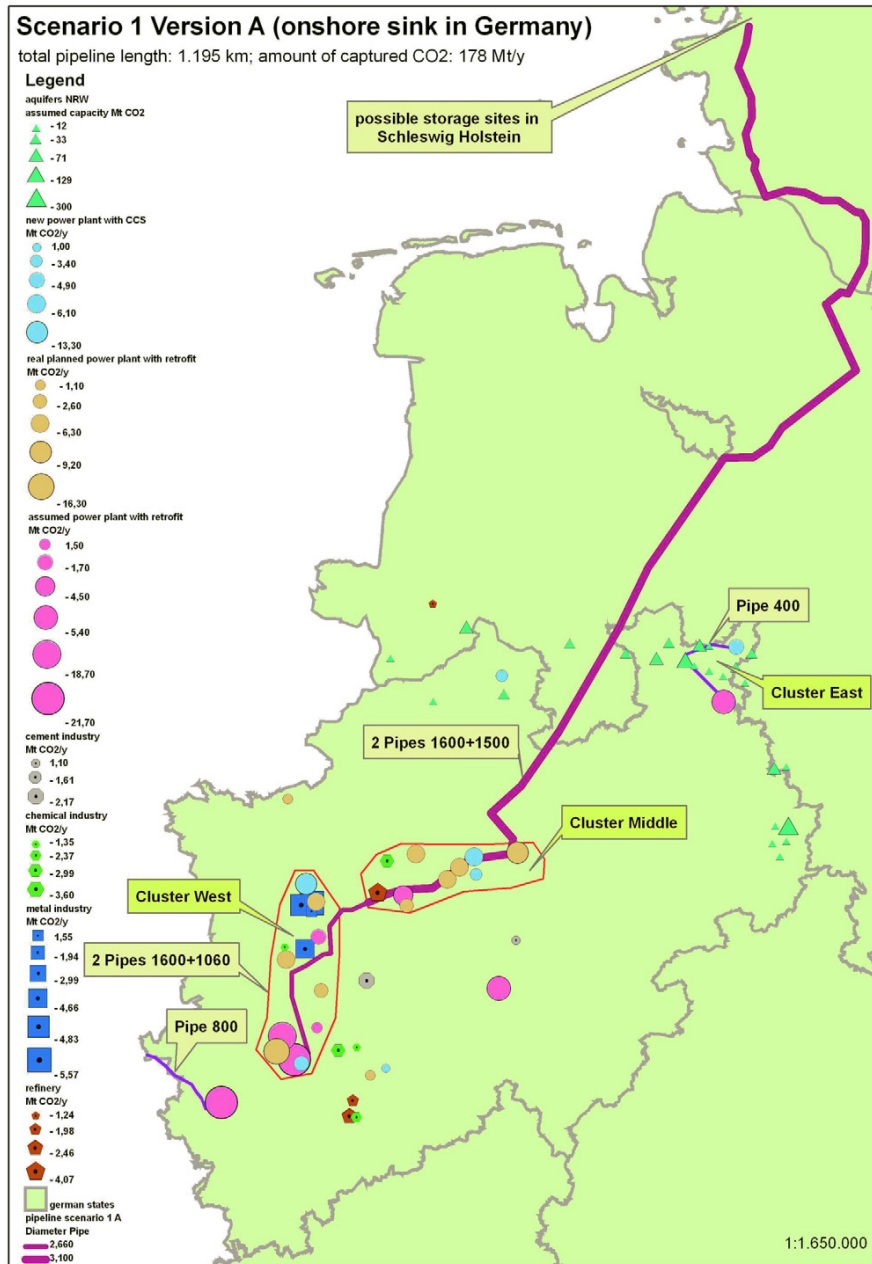 Scenario 1 Version A (onshore sink in Germany)
total pipeline length: 1.195 km; amount of captured CO2: 178 Mt/y
Legend
aquifers NRW
assumed capacity Mt CO2
- 12
- 33
- 71
- 129
- 300
new power plant with CCS
Mt CO2/y
1,00
- 3,40
- 4,90
- 6,10
- 13,30
real planned power plant with retrofit
Mt CO2/y
- 1,10
- 2,60
- 6,30
- 9,20
- 16,30
assumed power plant with retrofit
Mt CO2/y
1,50
- 1,70
- 4,50
- 5,40
- 18,70
- 21,70
cement industry
Mt CO2/y
1,10
- 1,61
- 2,17
chemical industry
Mt CO2/y
- 1,35
- 2,37
- 2,99
- 3,60
metal industry
Mt CO2/y
1,55
- 1,94
- 2,99
- 4,66
- 4,83
- 5,57
refinery
Mt CO2/y
- 1,24
- 1,98
- 2,46
- 4,07
german states
pipeline scenario 1 A
Diameter Pipe
2,660
3,100
possible storage sites in
Schleswig Holstein
Pipe 400
Cluster East
2 Pipes 1600+1500
Cluster Middle
Cluster West
2 Pipes 1600+1060
Pipe 800
1:1.650.000